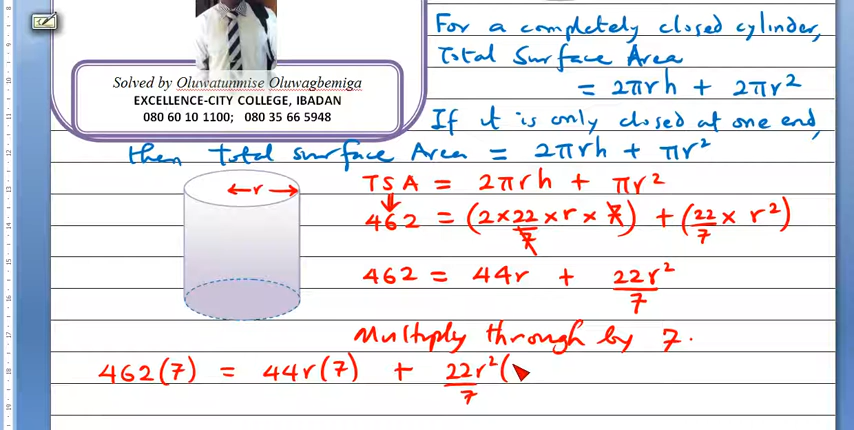 For a completely closed cylinder,
Total Surface Area
= 2πrh + 2πr²
Solved by Oluwatunmise Oluwagbemiga
EXCELLENCE-CITY COLLEGE, IBADAN
080 60 10 1100; 080 35 66 5948
If it is only closed at one end,
then total surface Area = 2πrh + πr²
r
TSA = 2πrh + πr²
462 = (2 × 22/7 × r × 7) + (22/7 × r²)
462 = 44r + 22r²/7
Multiply through by 7.
462(7) = 44r(7) + 22r²/7(